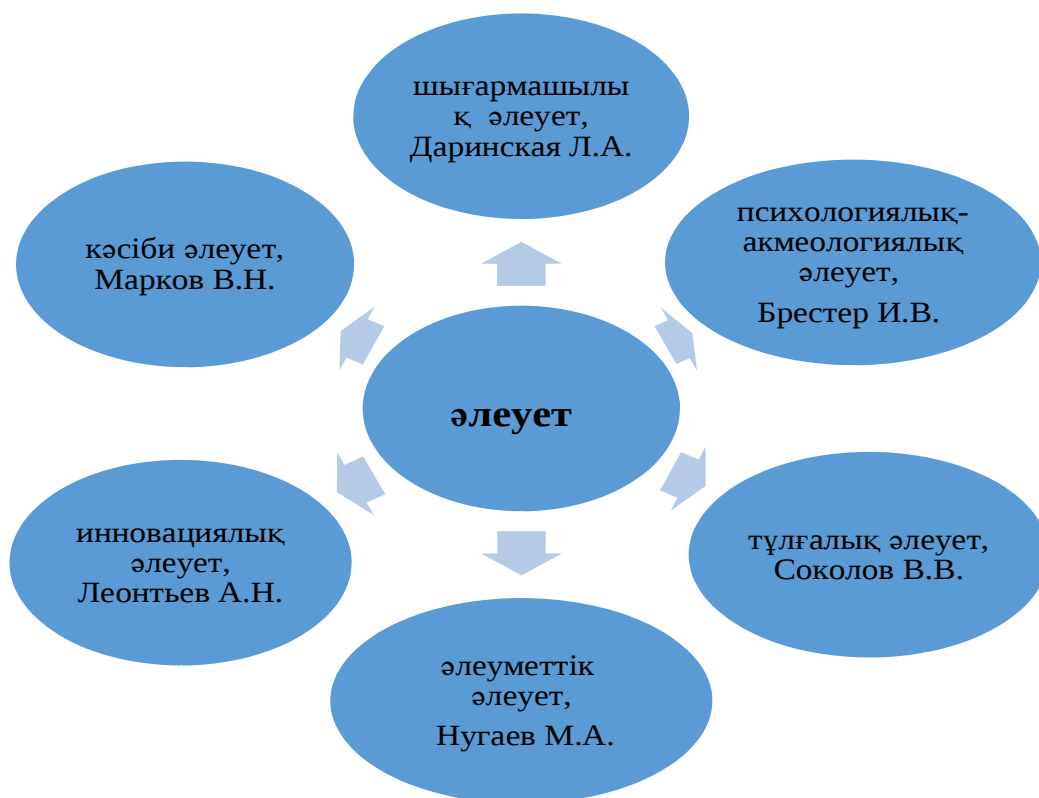 шығармашылы
қ әлеует,
Даринская Л.А.
психологиялық-
акмеологиялық
әлеует,
Брестер И.В.
кәсіби әлеует,
Марков В.Н.
әлеует
инновациялық
әлеует,
Леонтьев А.Н.
тұлғалық әлеует,
Соколов В.В.
әлеуметтік
әлеует,
Нугаев М.А.